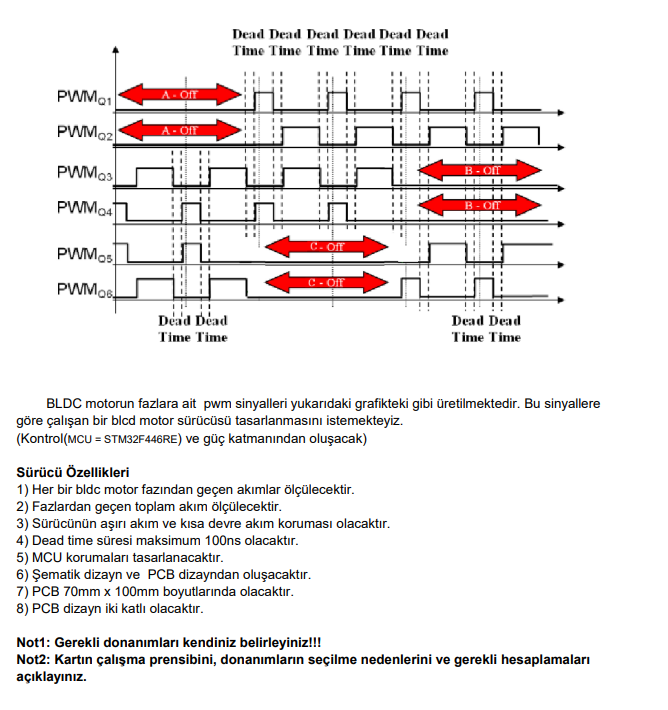 Dead Dead Dead Dead Dead Dead
Time Time Time Time Time Time
PWMQ1
A - Off
PWMQ2
A - Off
PWMQ3
B - Off
PWMQ4
B - Off
PWMQ5
C - Off
PWMQ6
C - Off
Dead Dead
Time Time
Dead Dead
Time Time
BLDC motorun fazlara ait pwm sinyalleri yukarıdaki grafikteki gibi üretilmektedir. Bu sinyallere
göre çalışan bir blcd motor sürücüsü tasarlanmasını istemekteyiz.
(Kontrol(MCU = STM32F446RE) ve güç katmanından oluşacak)
Sürücü Özellikleri
1) Her bir bldc motor fazından geçen akımlar ölçülecektir.
2) Fazlardan geçen toplam akım ölçülecektir.
3) Sürücünün aşırı akım ve kısa devre akım koruması olacaktır.
4) Dead time süresi maksimum 100ns olacaktır.
5) MCU korumaları tasarlanacaktır.
6) Şematik dizayn ve PCB dizayndan oluşacaktır.
7) PCB 70mm x 100mm boyutlarında olacaktır.
8) PCB dizayn iki katlı olacaktır.
Not1: Gerekli donanımları kendiniz belirleyiniz!!!
Not2: Kartın çalışma prensibini, donanımların seçilme nedenlerini ve gerekli hesaplamaları
açıklayınız.